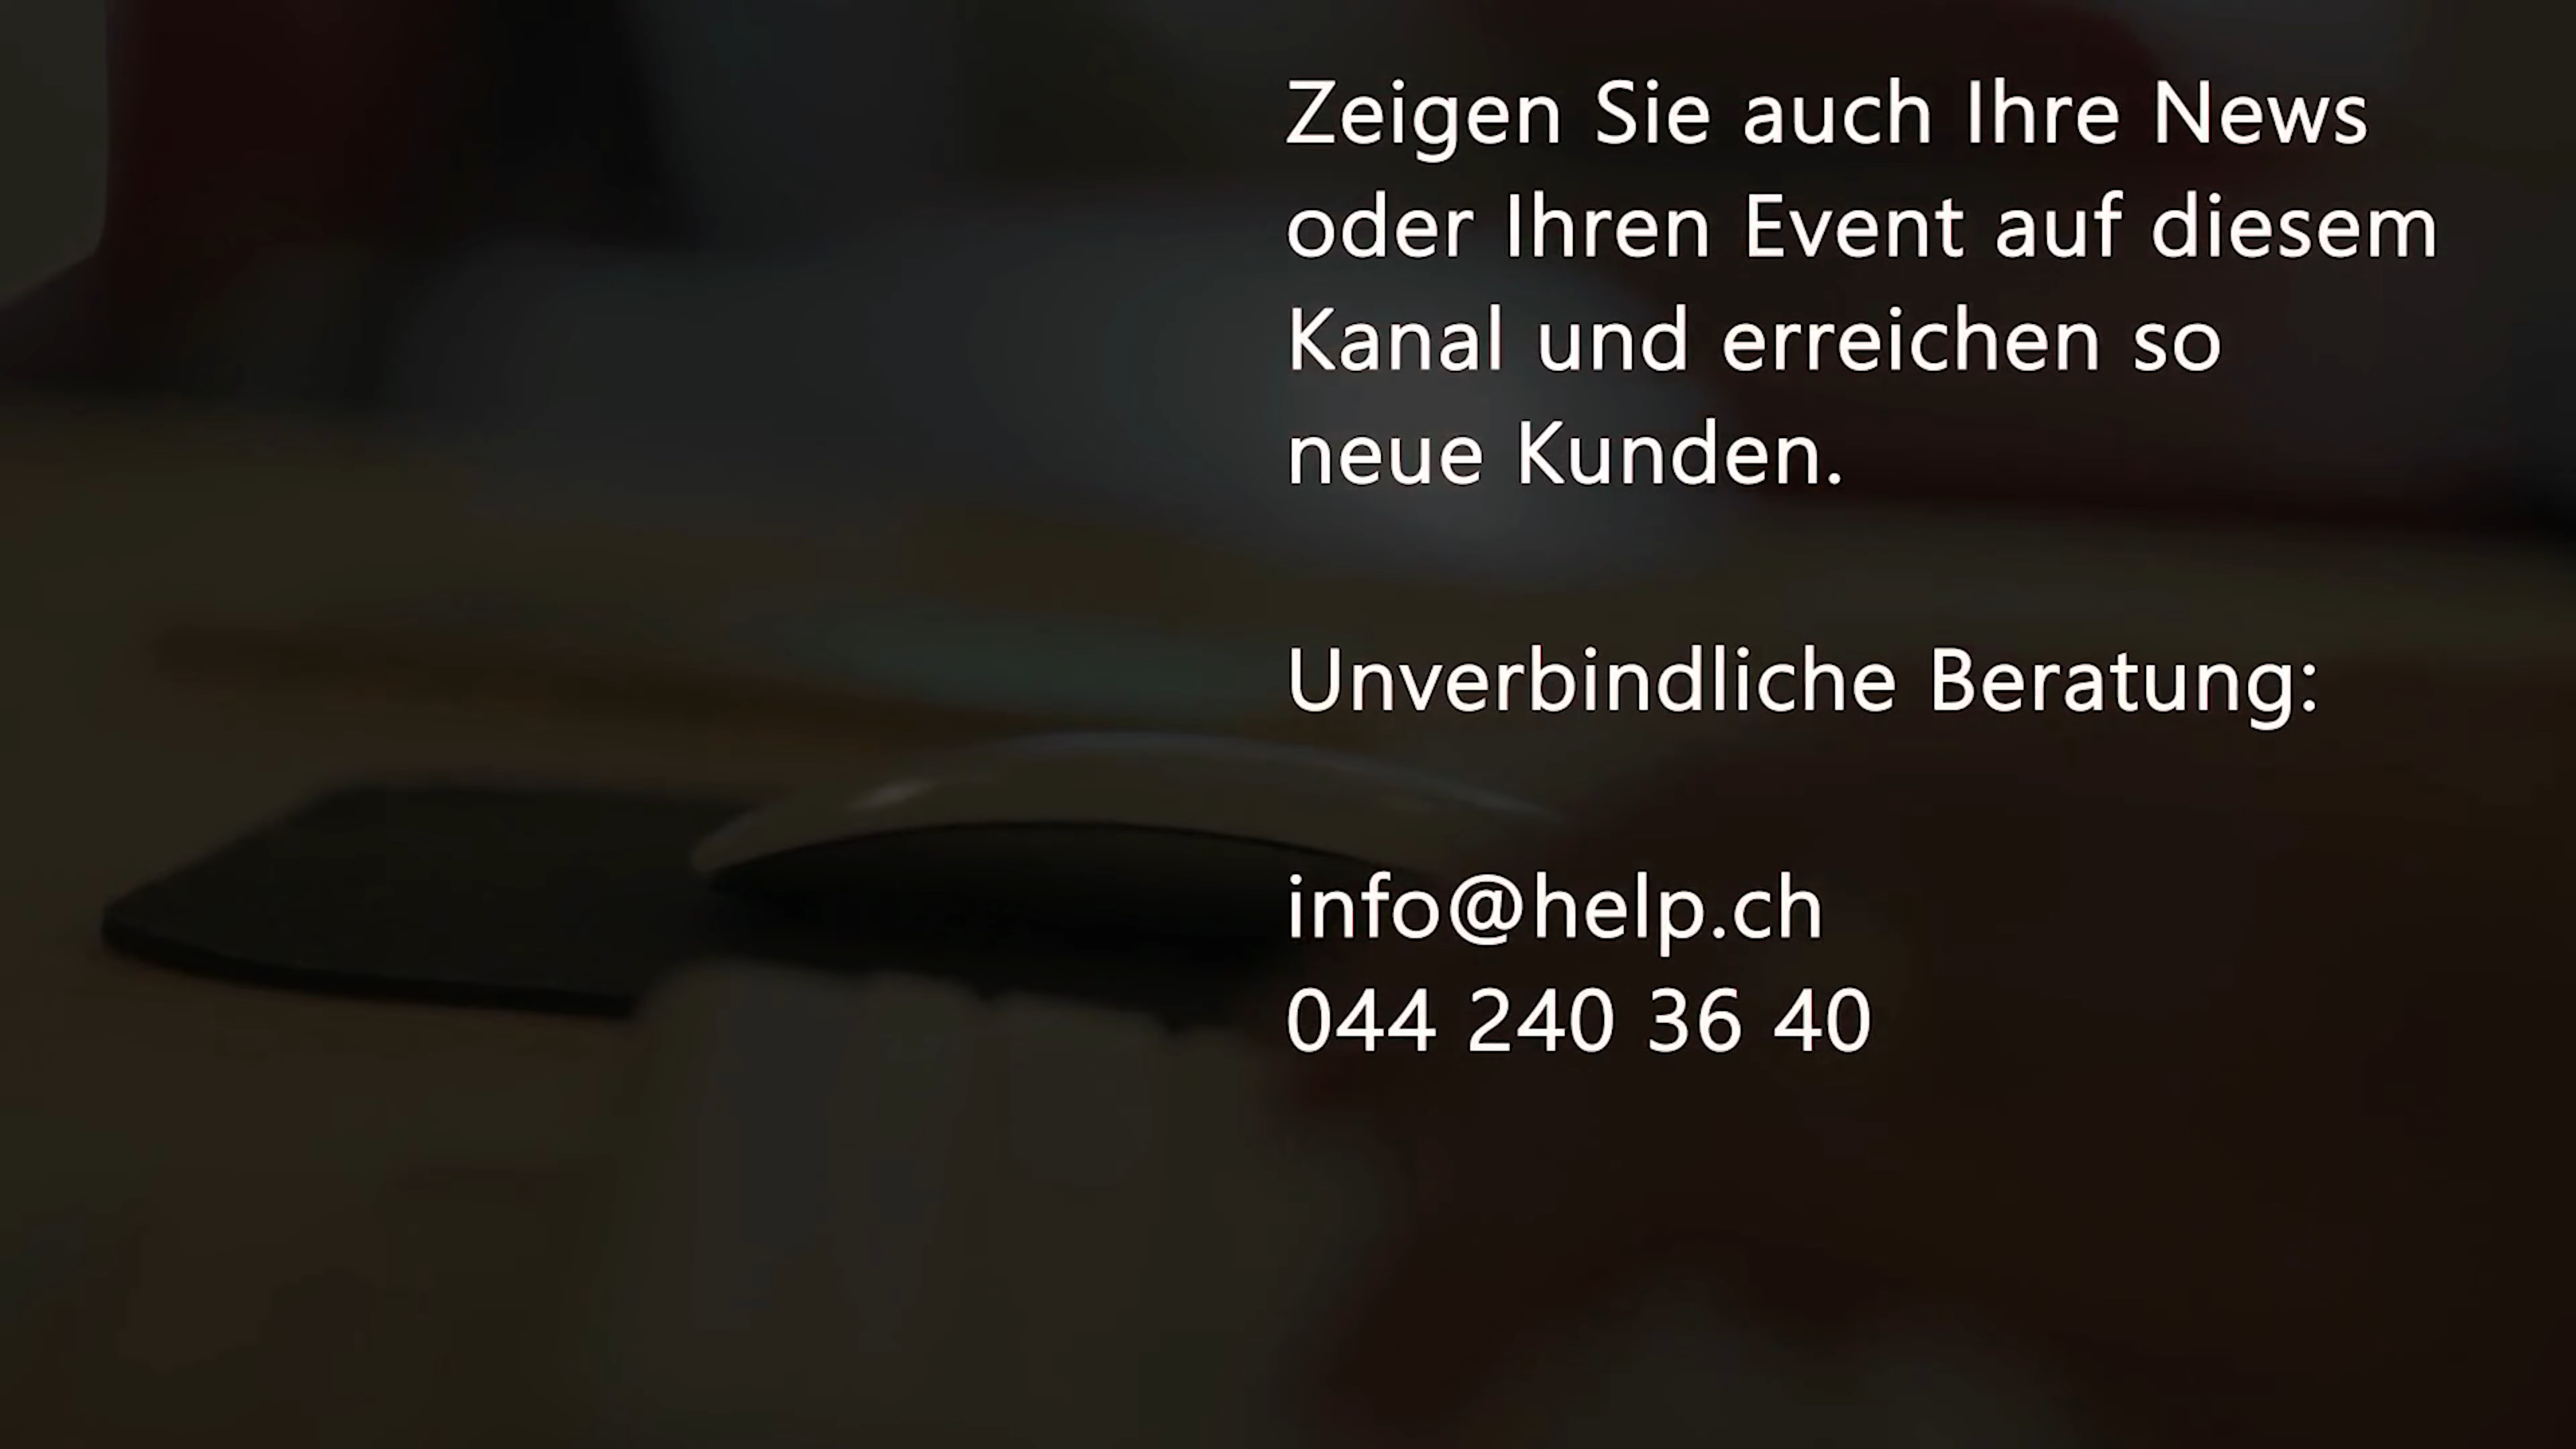 Zeigen Sie auch Ihre News
oder Ihren Event auf diesem
Kanal und erreichen so
neue Kunden.
Unverbindliche Beratung:
info@help.ch
044 240 36 40